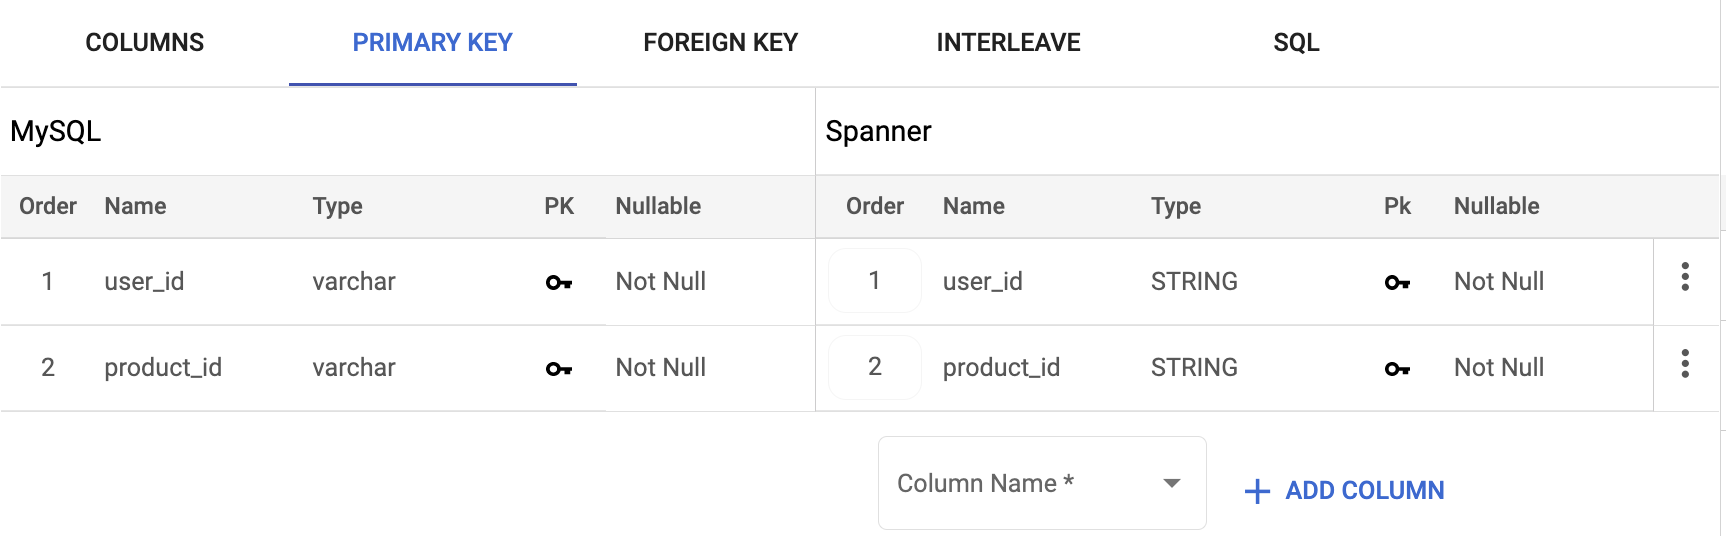 COLUMNS PRIMARY KEY FOREIGN KEY INTERLEAVE SQL
MySQL Spanner
Order Name Type PK Nullable Order Name Type Pk Nullable
1 user_id varchar Not Null 1 user_id STRING Not Null
2 product_id varchar Not Null 2 product_id STRING Not Null
Column Name * + ADD COLUMN